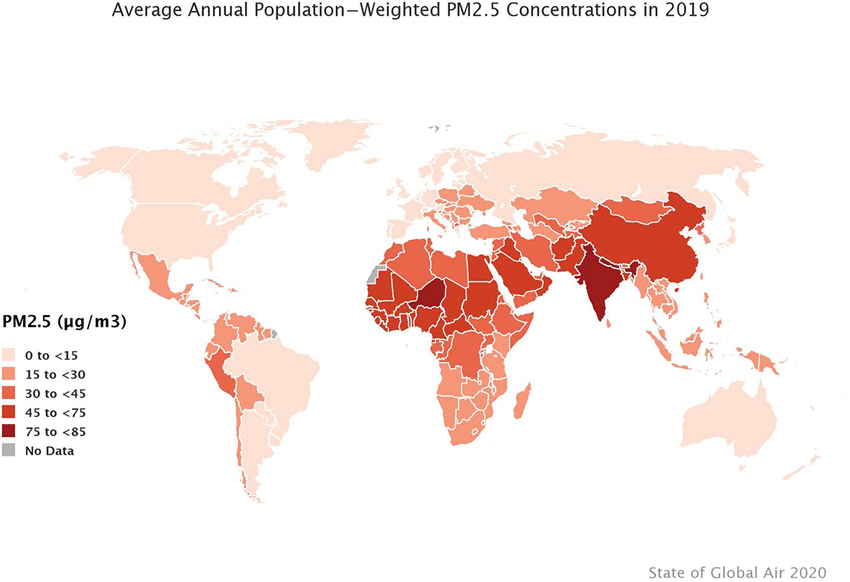 Average Annual Population−Weighted PM2.5 Concentrations in 2019
PM2.5 (µg/m3)
0 to <15
15 to <30
30 to <45
45 to <75
75 to <85
No Data
State of Global Air 2020